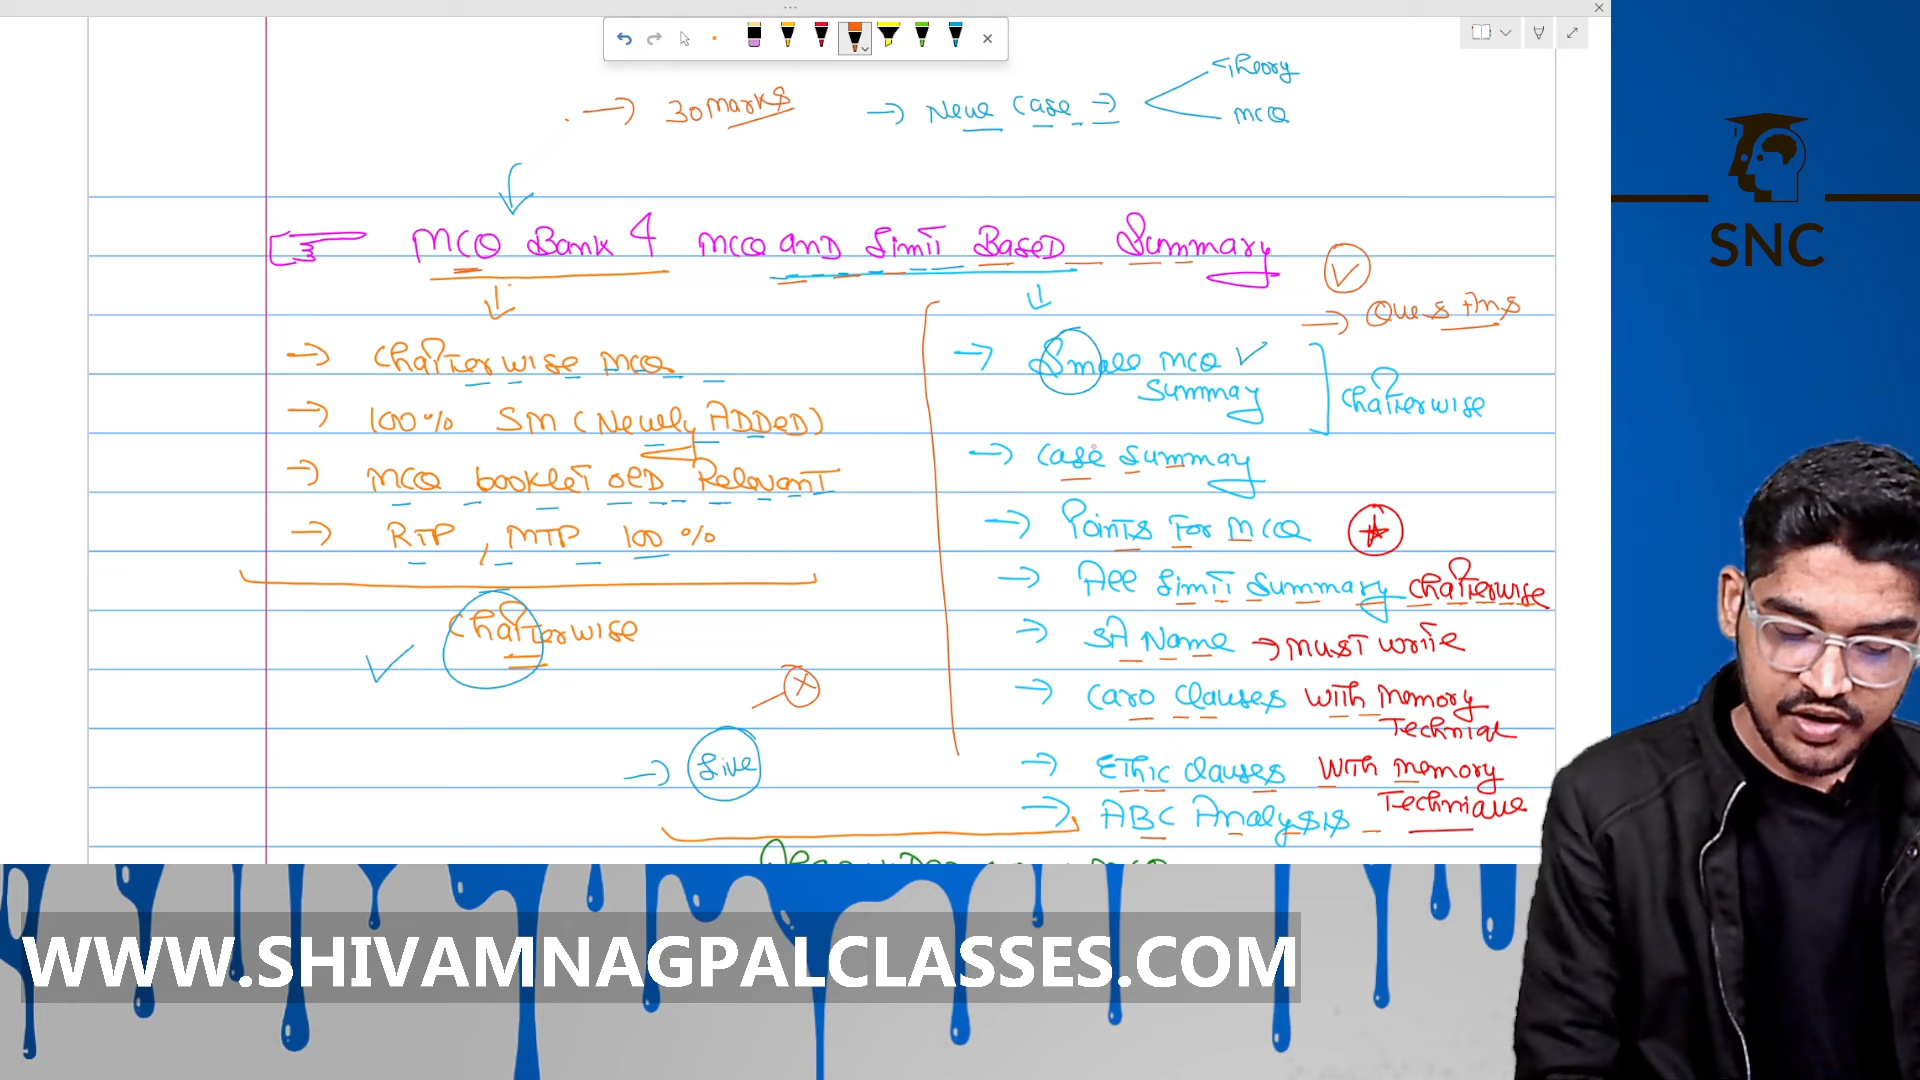 Theory
→ 30 marks → New Case →
MCQ
SNC
MCQ Bank 4 MCQ and Limit Based Summary
→ Questions
→ Chapterwise MCQ
→ 100% SM (Newly Added)
→ MCQ booklet old Relevant
→ RTP, MTP 100%
Chapterwise
→ Live
→ Small MCQ
Summary
Chapterwise
→ Case Summary
→ Points For MCQ
→ All Limit Summary Chapterwise
→ SA Name → Must write
→ Caro Clauses with Memory
→ Ethic Clauses with memory
Technique
→ ABC Analysis
WWW.SHIVAMNAGPALCLASSES.COM